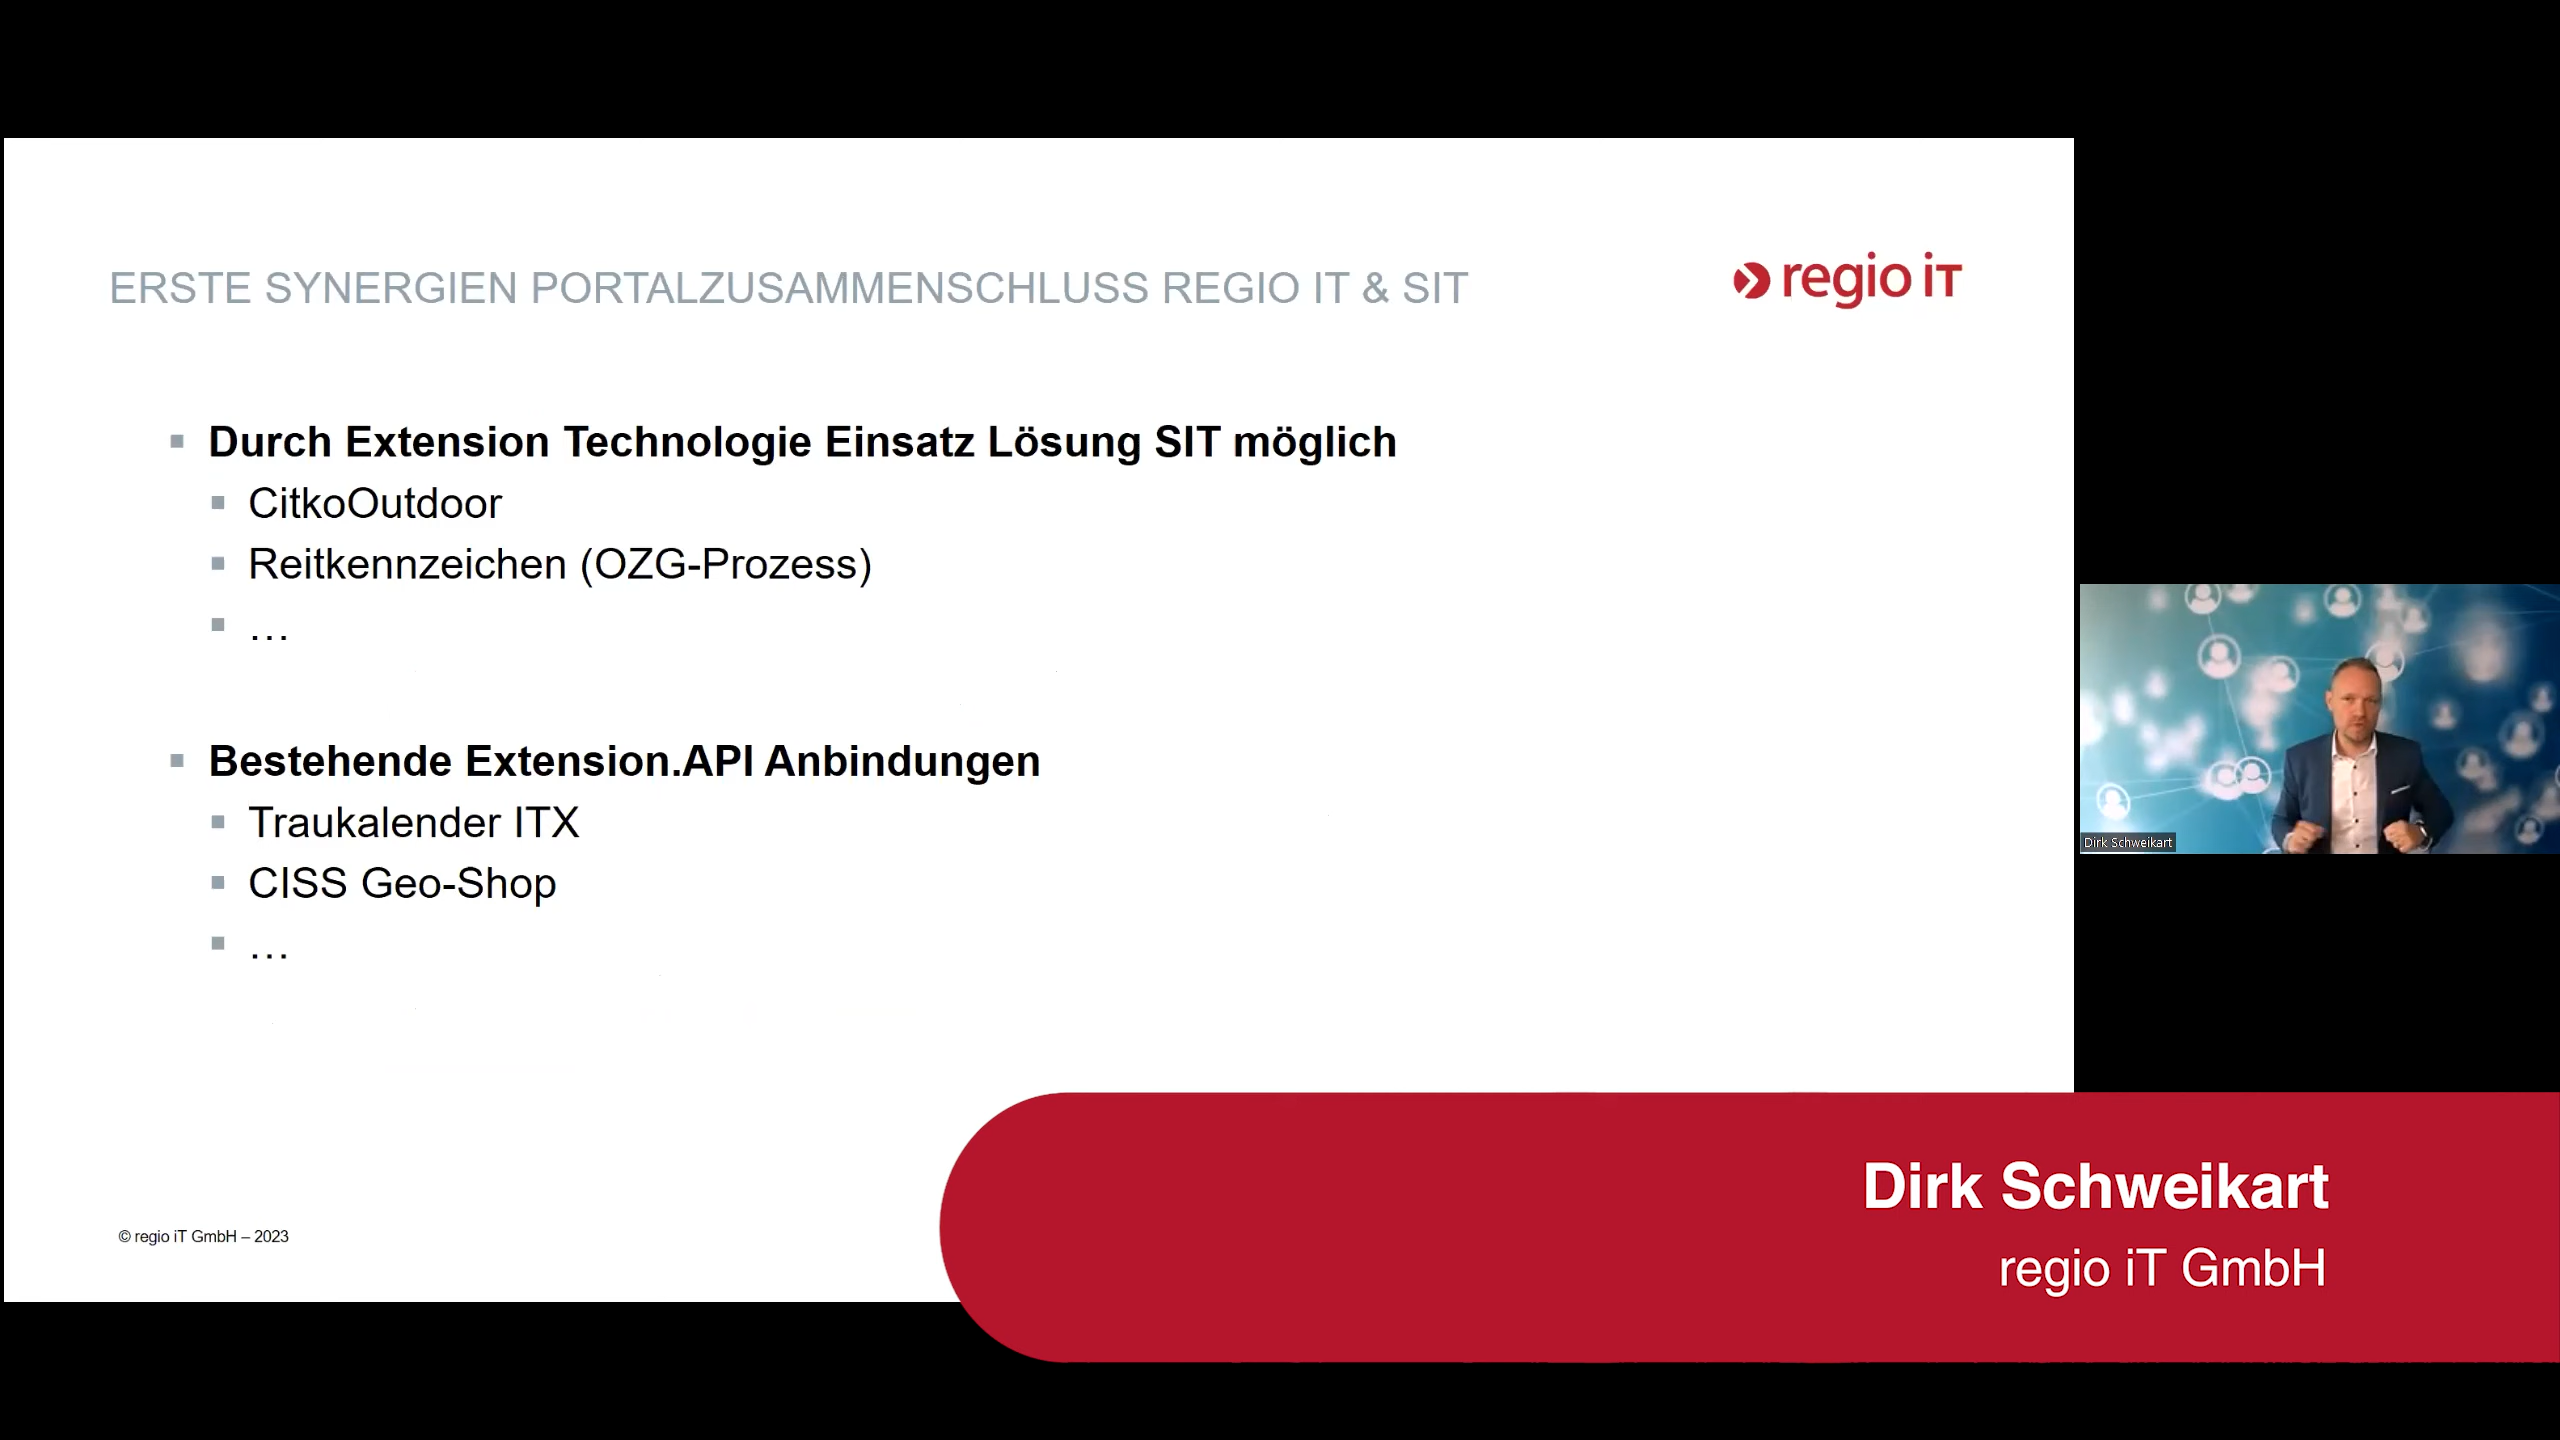 ERSTE SYNERGIEN PORTALZUSAMMENSCHLUSS REGIO IT & SIT
regio iT
Durch Extension Technologie Einsatz Lösung SIT möglich
CitkoOutdoor
Reitkennzeichen (OZG-Prozess)
…
Bestehende Extension.API Anbindungen
Traukalender ITX
CISS Geo-Shop
…
Dirk Schweikart
Dirk Schweikart
regio iT GmbH
© regio iT GmbH – 2023